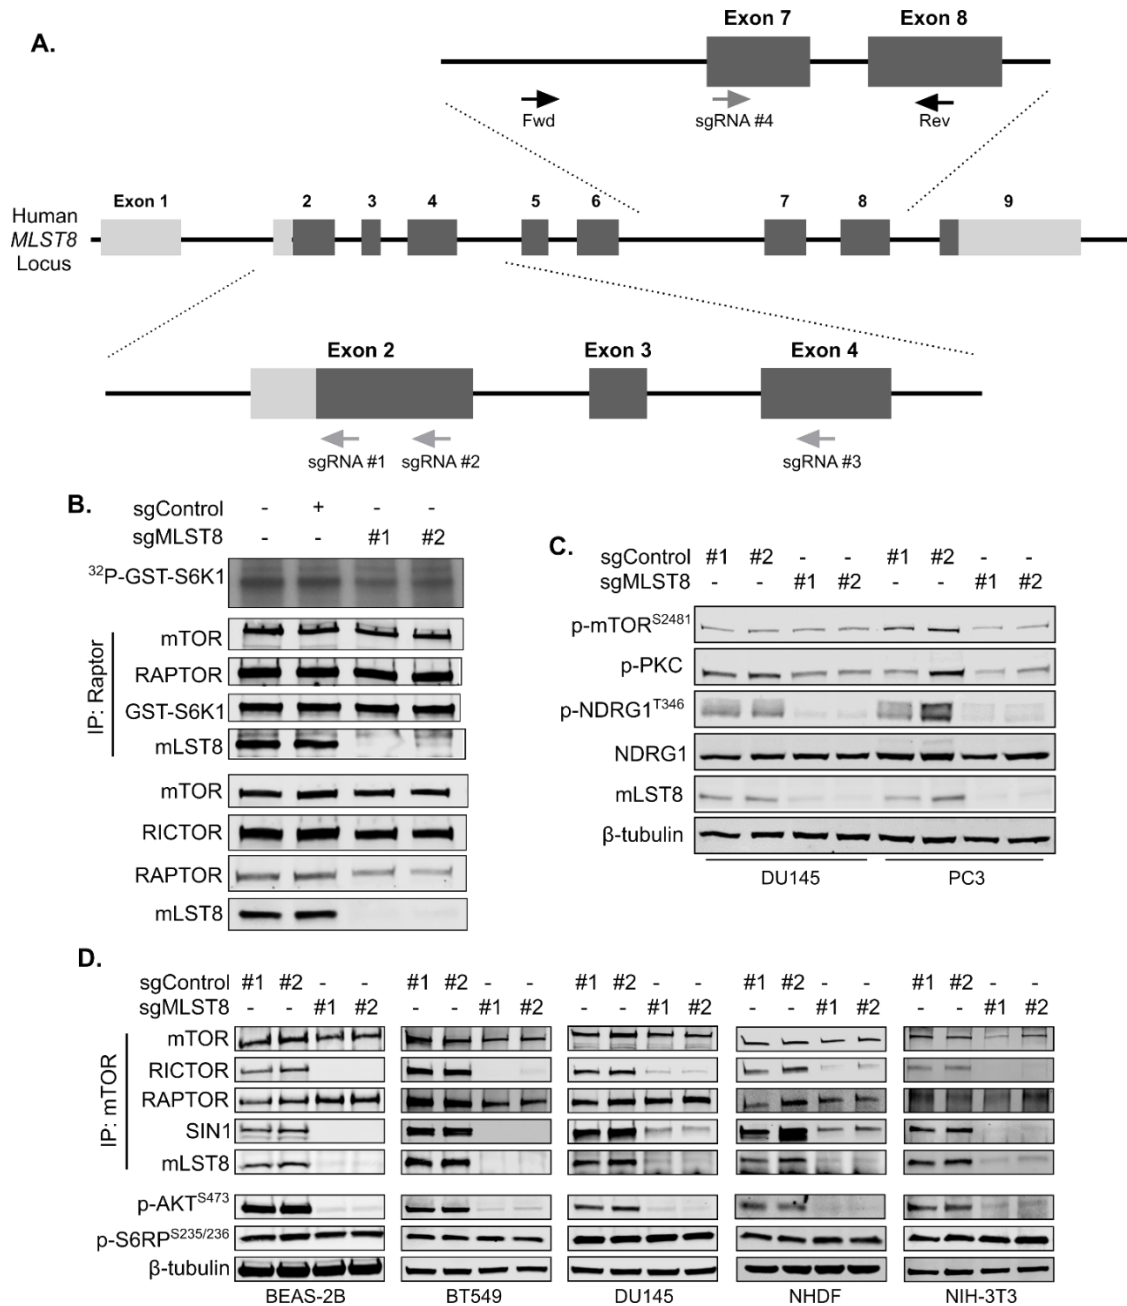 A.
Exon 7 Exon 8
Fwd sgRNA #4 Rev
Human MLST8 Locus
Exon 1 2 3 4 5 6 7 8 9
Exon 2 Exon 3 Exon 4
sgRNA #1 sgRNA #2 sgRNA #3
B.
sgControl - + - -
sgMLST8 - - #1 #2
32P-GST-S6K1
IP: Raptor
mTOR
RAPTOR
GST-S6K1
mLST8
mTOR
RICTOR
RAPTOR
mLST8
C.
sgControl #1 #2 - - #1 #2 - -
sgMLST8 - - #1 #2 - - #1 #2
p-mTORS2481
p-PKC
p-NDRG1T346
NDRG1
mLST8
β-tubulin
DU145 PC3
D.
sgControl #1 #2 - - #1 #2 - - #1 #2 - - #1 #2 - - #1 #2 - -
sgMLST8 - - #1 #2 - - #1 #2 - - #1 #2 - - #1 #2 - - #1 #2
IP: mTOR
mTOR
RICTOR
RAPTOR
SIN1
mLST8
p-AKTS473
p-S6RPS235/236
β-tubulin
BEAS-2B BT549 DU145 NHDF NIH-3T3